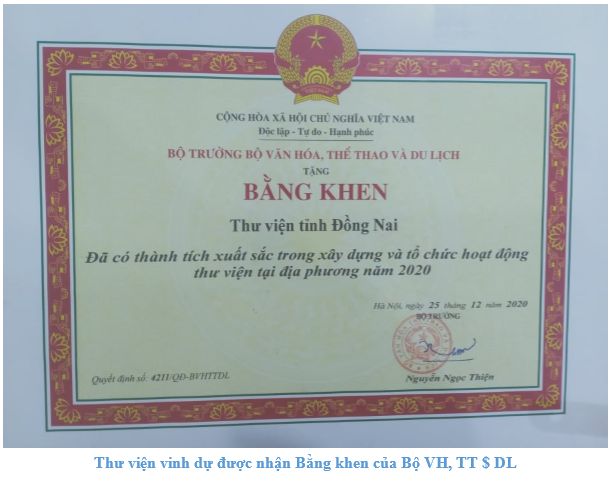 CỘNG HÒA XÃ HỘI CHỦ NGHĨA VIỆT NAM
Độc lập - Tự do - Hạnh phúc
BỘ TRƯỞNG BỘ VĂN HÓA, THỂ THAO VÀ DU LỊCH
TẶNG
BẰNG KHEN
Thư viện tỉnh Đồng Nai
Đã có thành tích xuất sắc trong xây dựng và tổ chức hoạt động
thư viện tại địa phương năm 2020
Hà Nội, ngày 25 tháng 12 năm 2020
BỘ TRƯỞNG
Quyết định số: 4211/QĐ-BVHTTDL
Nguyễn Ngọc Thiện
Thư viện vinh dự được nhận Bằng khen của Bộ VH, TT $ DL